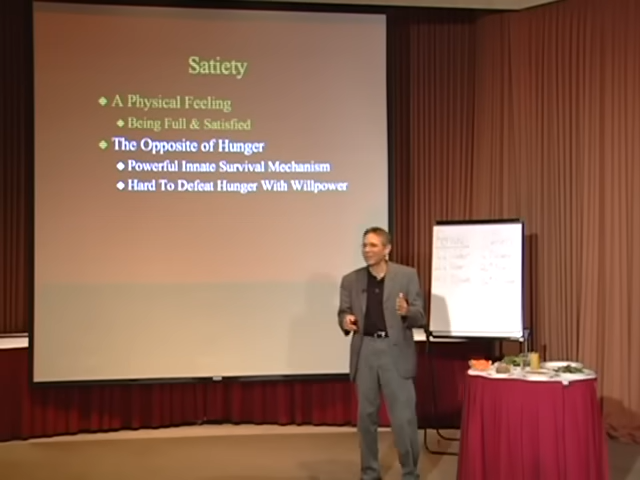 Satiety
A Physical Feeling
Being Full & Satisfied
The Opposite of Hunger
Powerful Innate Survival Mechanism
Hard To Defeat Hunger With Willpower